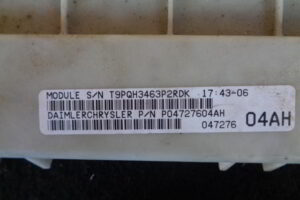 MODULE S/N T9PQH3463P2RDK 17:43-06
DAIMLERCHRYSLER P/N P04727604AH
047276 04AH